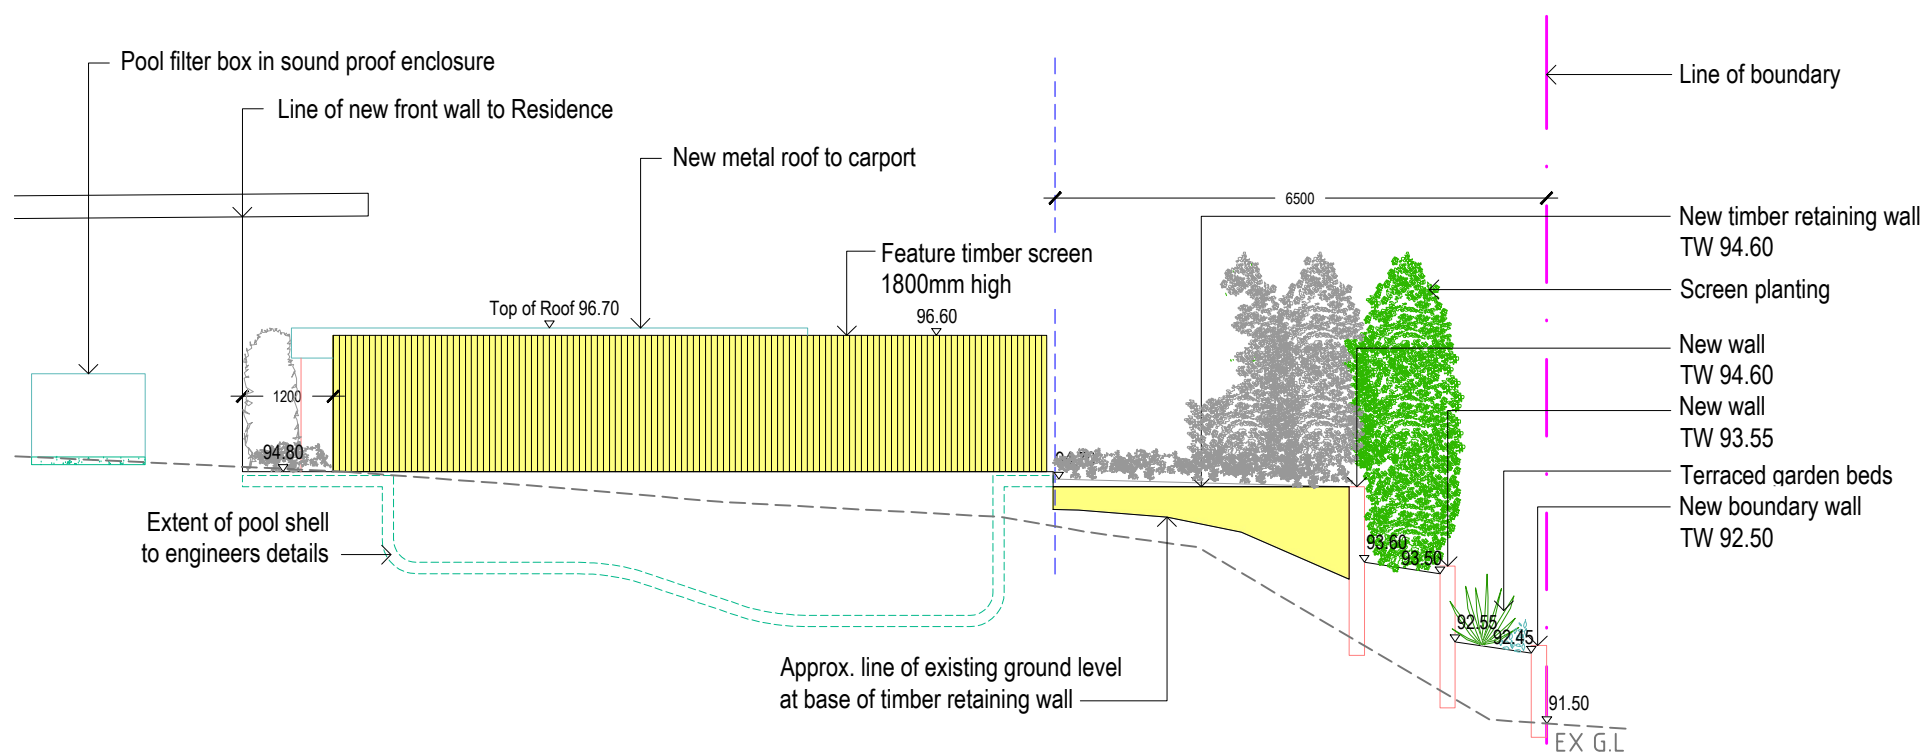 Pool filter box in sound proof enclosure
Line of new front wall to Residence
New metal roof to carport
Line of boundary
6500
New timber retaining wall
TW 94.60
Feature timber screen
1800mm high
Screen planting
Top of Roof 96.70
96.60
New wall
TW 94.60
1200
New wall
TW 93.55
94.80
Terraced garden beds
New boundary wall
TW 92.50
Extent of pool shell
to engineers details
93.60
93.50
92.55
92.45
Approx. line of existing ground level
at base of timber retaining wall
91.50
EX G.L